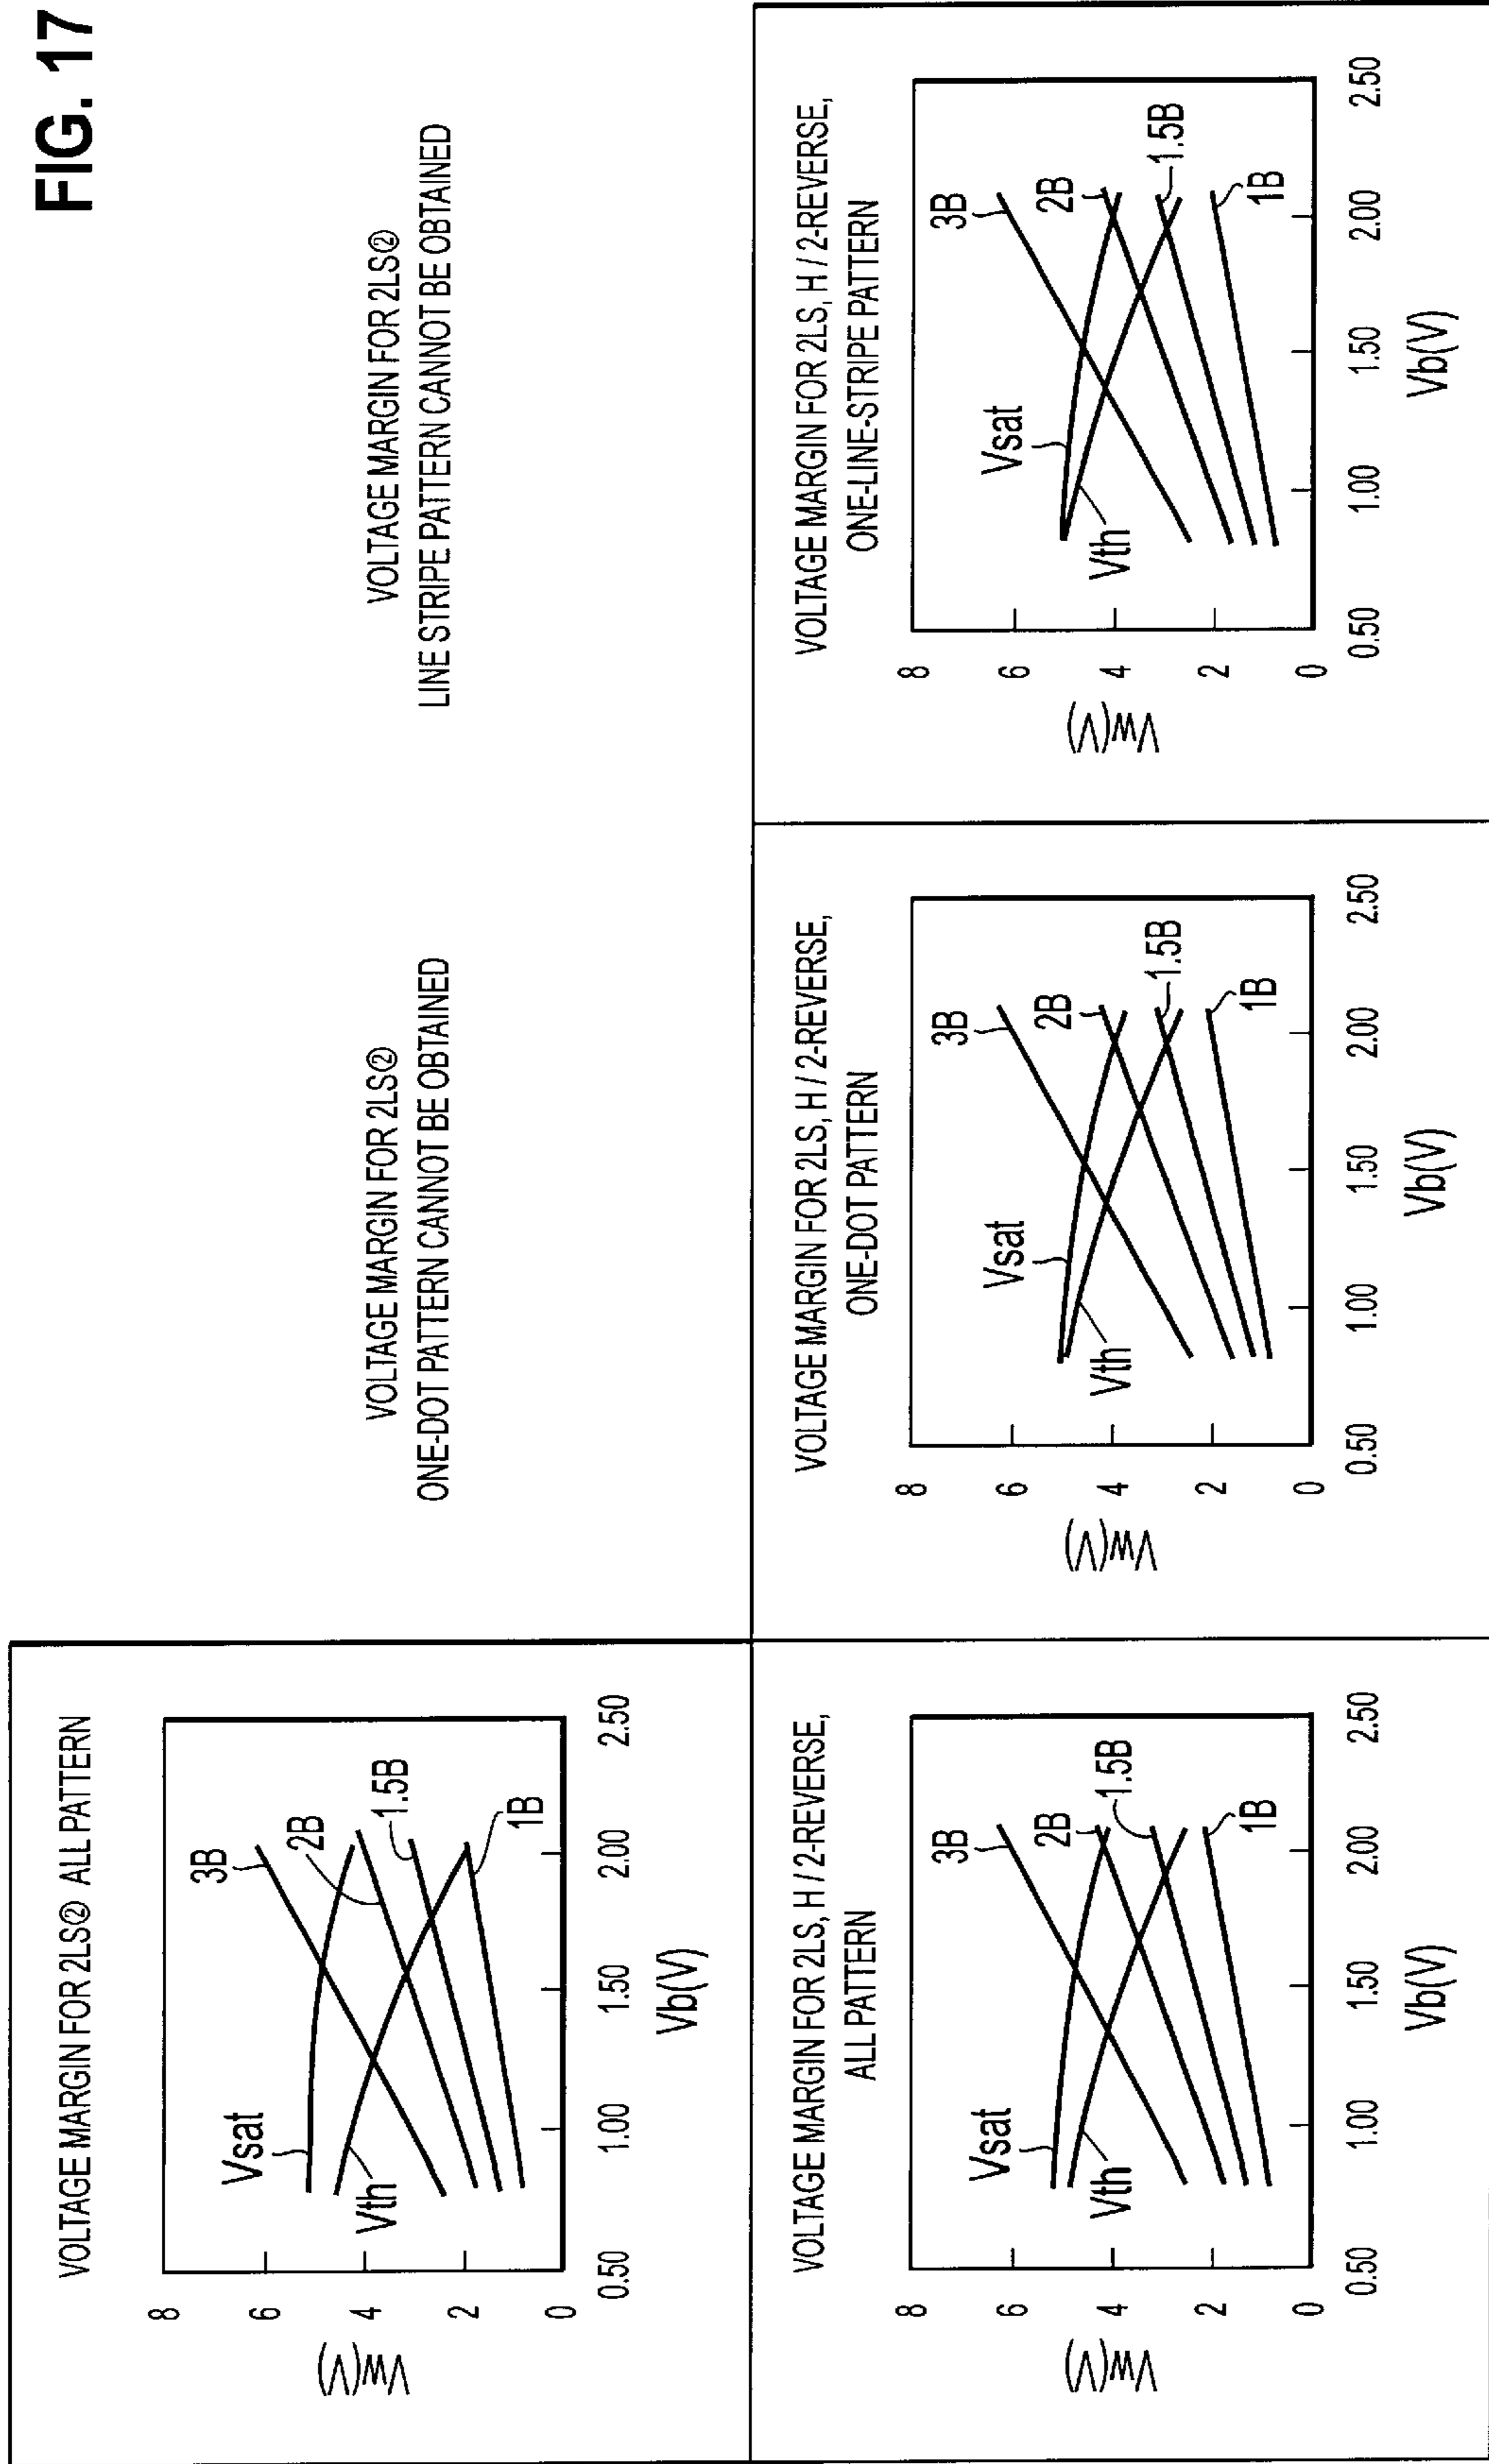 FIG. 17
VOLTAGE MARGIN FOR 2LS② ALL PATTERN
Vw(V)
8
6
4
2
0
Vsat
Vth
3B
2B
1.5B
1B
0.50
1.00
1.50
2.00
2.50
Vb(V)
VOLTAGE MARGIN FOR 2LS②
ONE-DOT PATTERN CANNOT BE OBTAINED
VOLTAGE MARGIN FOR 2LS②
LINE STRIPE PATTERN CANNOT BE OBTAINED
VOLTAGE MARGIN FOR 2LS, H / 2-REVERSE,
ALL PATTERN
Vw(V)
8
6
4
2
0
Vsat
Vth
3B
2B
1.5B
1B
0.50
1.00
1.50
2.00
2.50
Vb(V)
VOLTAGE MARGIN FOR 2LS, H / 2-REVERSE,
ONE-DOT PATTERN
Vw(V)
8
6
4
2
0
Vsat
Vth
3B
2B
1.5B
1B
0.50
1.00
1.50
2.00
2.50
Vb(V)
VOLTAGE MARGIN FOR 2LS, H / 2-REVERSE,
ONE-LINE-STRIPE PATTERN
Vw(V)
8
6
4
2
0
Vsat
Vth
3B
2B
1.5B
1B
0.50
1.00
1.50
2.00
2.50
Vb(V)